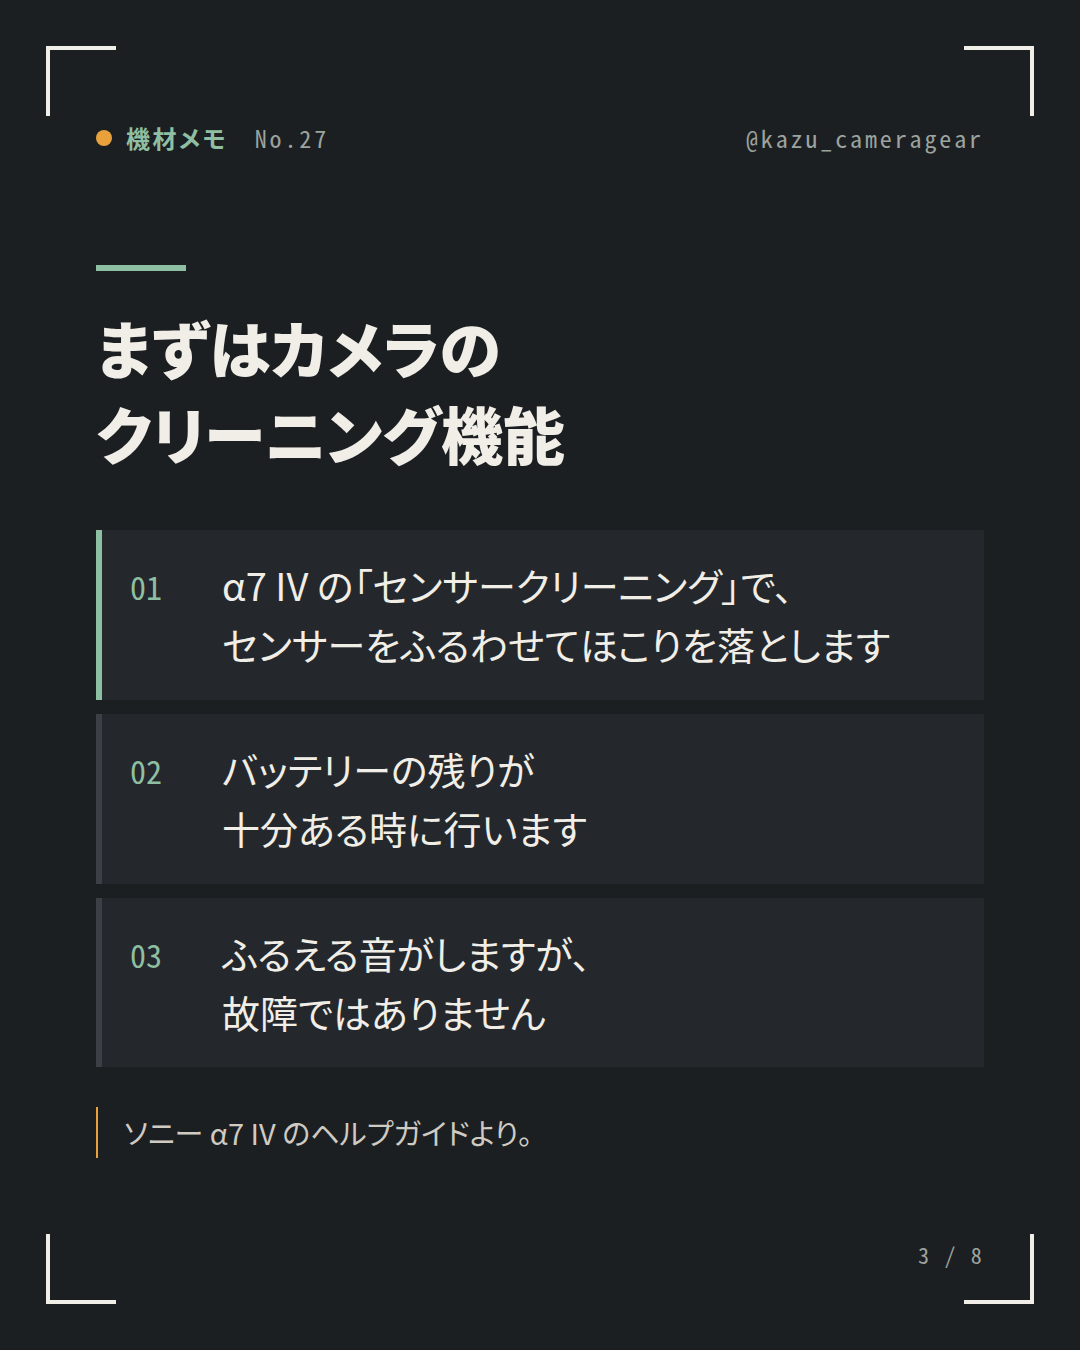 機材メモ No.27
@kazu_cameragear
まずはカメラの
クリーニング機能
01
α7 IV の「センサークリーニング」で、
センサーをふるわせてほこりを落とします
02
バッテリーの残りが
十分ある時に行います
03
ふるえる音がしますが、
故障ではありません
ソニー α7 IV のヘルプガイドより。
3 / 8